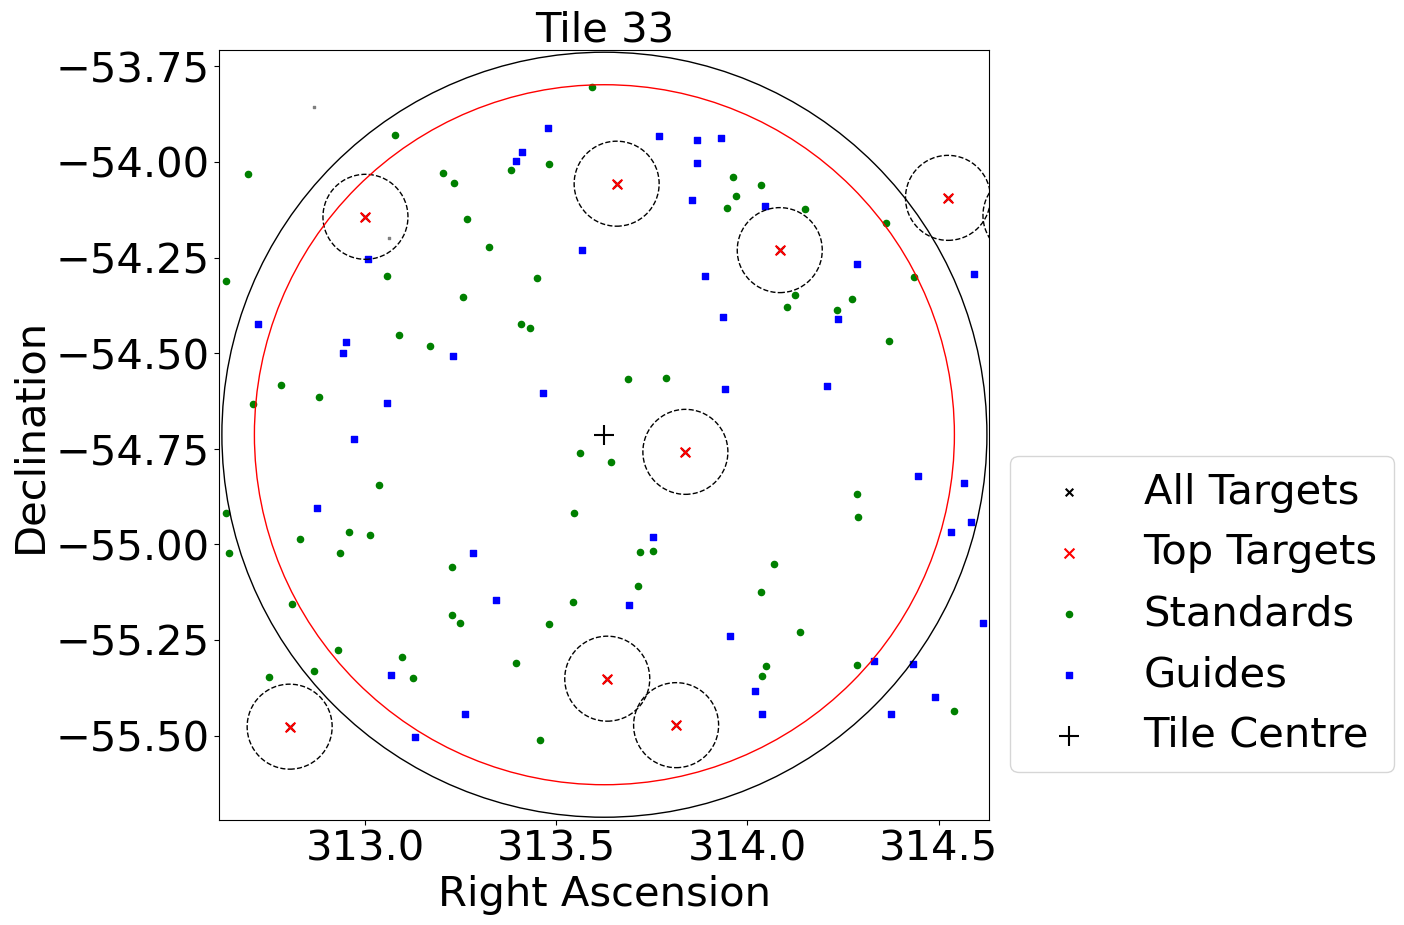 Tile 33
−53.75
−54.00
−54.25
−54.50
−54.75
−55.00
−55.25
−55.50
Declination
313.0 313.5 314.0 314.5
Right Ascension
All Targets
Top Targets
Standards
Guides
Tile Centre